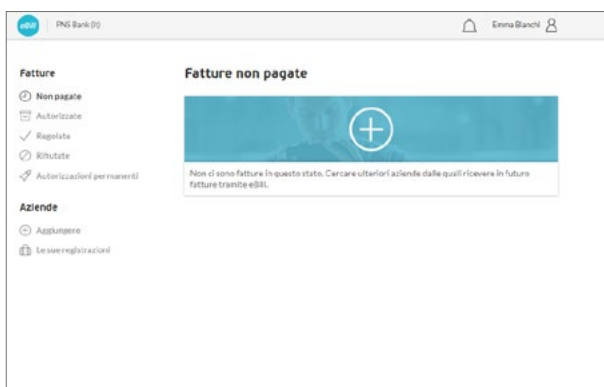 eBill PNS Bank (It) Emma Bianchi
Fatture
Non pagate
Autorizzate
Regolate
Rifiutate
Autorizzazioni permanenti
Aziende
Aggiungere
Le sue registrazioni
Fatture non pagate
Non ci sono fatture in questo stato. Cercare ulteriori aziende dalle quali ricevere in futuro
fatture tramite eBill.